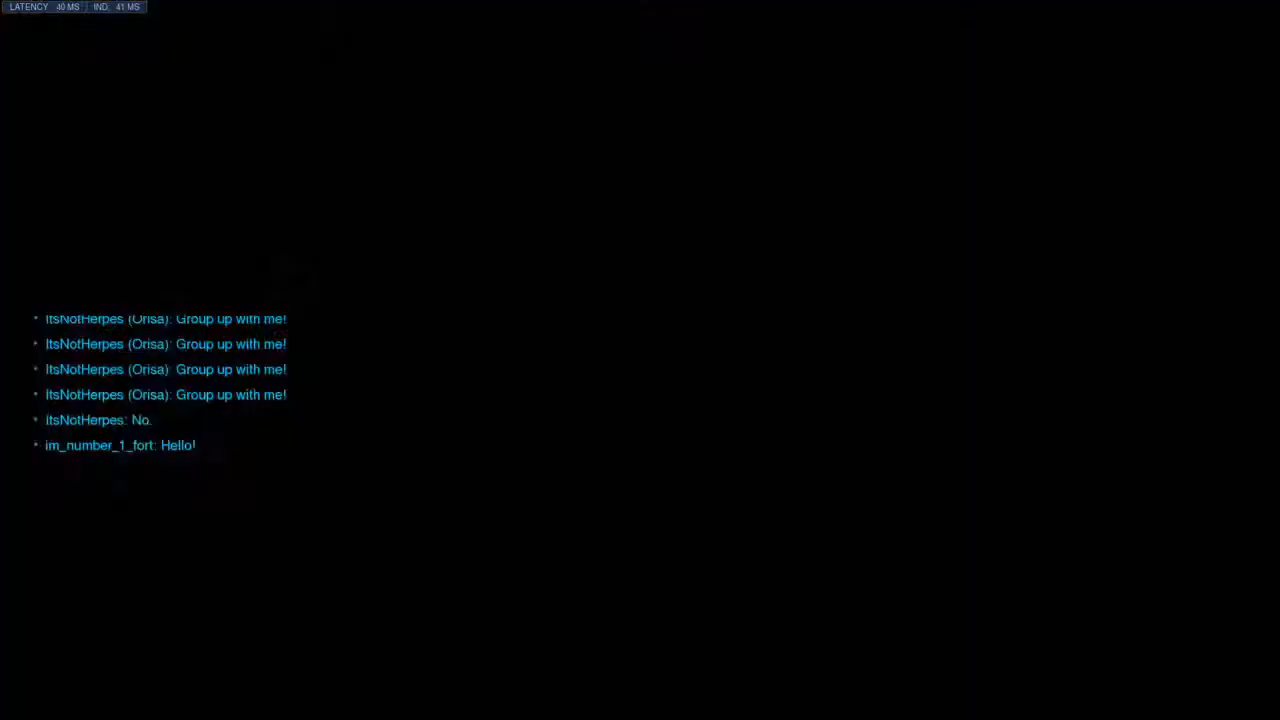 LATENCY: 40 MS IND: 41 MS
ItsNotHerpes (Orisa): Group up with me!
ItsNotHerpes (Orisa): Group up with me!
ItsNotHerpes (Orisa): Group up with me!
ItsNotHerpes (Orisa): Group up with me!
ItsNotHerpes: No.
im_number_1_fort: Hello!